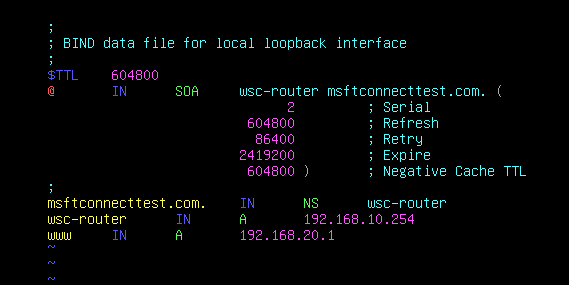 ;
; BIND data file for local loopback interface
;
$TTL    604800
@       IN      SOA     wsc-router msftconnecttest.com. (
                              2         ; Serial
                         604800         ; Refresh
                          86400         ; Retry
                        2419200         ; Expire
                         604800 )       ; Negative Cache TTL
;
msftconnecttest.com.    IN      NS      wsc-router
wsc-router      IN      A       192.168.10.254
www     IN      A       192.168.20.1
~
~
~